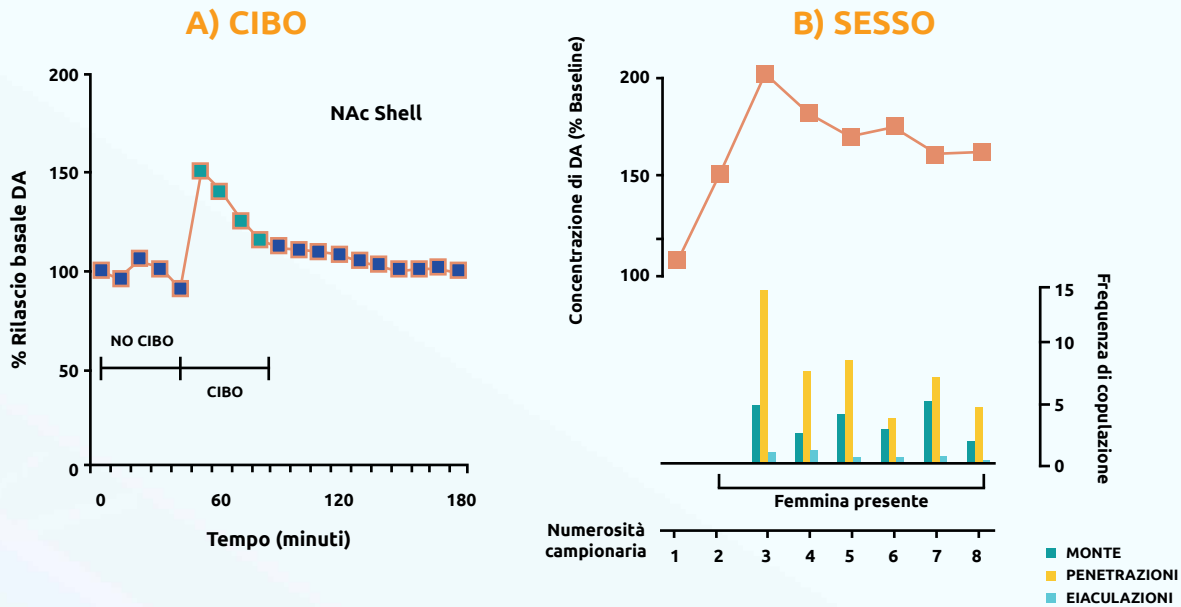 A) CIBO
200
150
100
50
0
% Rilascio basale DA
NAc Shell
NO CIBO
CIBO
0 60 120 180
Tempo (minuti)
B) SESSO
Concentrazione di DA (% Baseline)
200
150
100
15
10
5
0
Frequenza di copulazione
Femmina presente
Numerosità
campionaria
1 2 3 4 5 6 7 8
MONTE
PENETRAZIONI
EIACULAZIONI